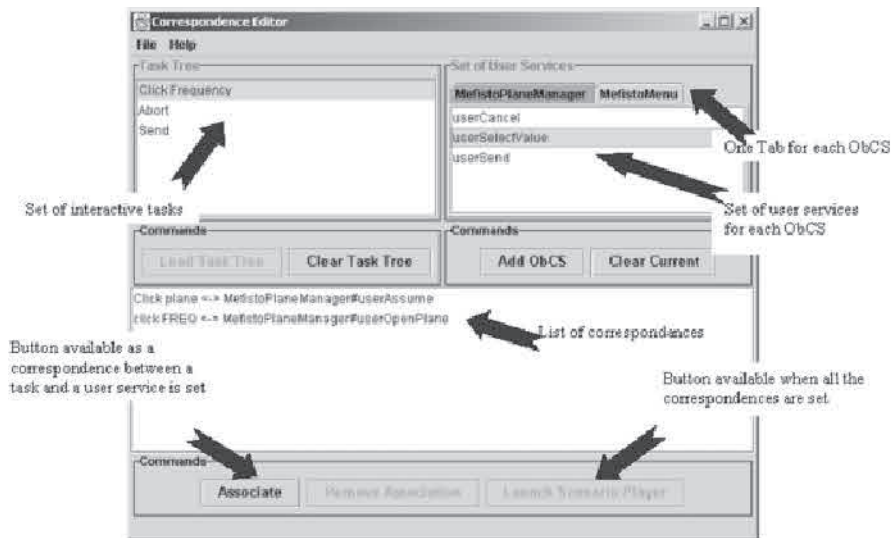 Correspondence Editor
File Help
Task Tree
Set of User Services
Click Frequency
Abort
Send
MefistoPlaneManager MefistoMenu
userCancel
userSelectValue
userSend
One Tab for each ObCS
Set of interactive tasks
Set of user services
for each ObCS
Commands
Commands
Load Task Tree Clear Task Tree
Add ObCS Clear Current
Click plane <-> MefistoPlaneManager#userAssume
click FREQ <-> MefistoPlaneManager#userOpenPlane
List of correspondances
Button available as a
correspondence between a
task and a user service is set
Button available when all the
correspondences are set
Commands
Associate Remove Association Launch Scenario Player